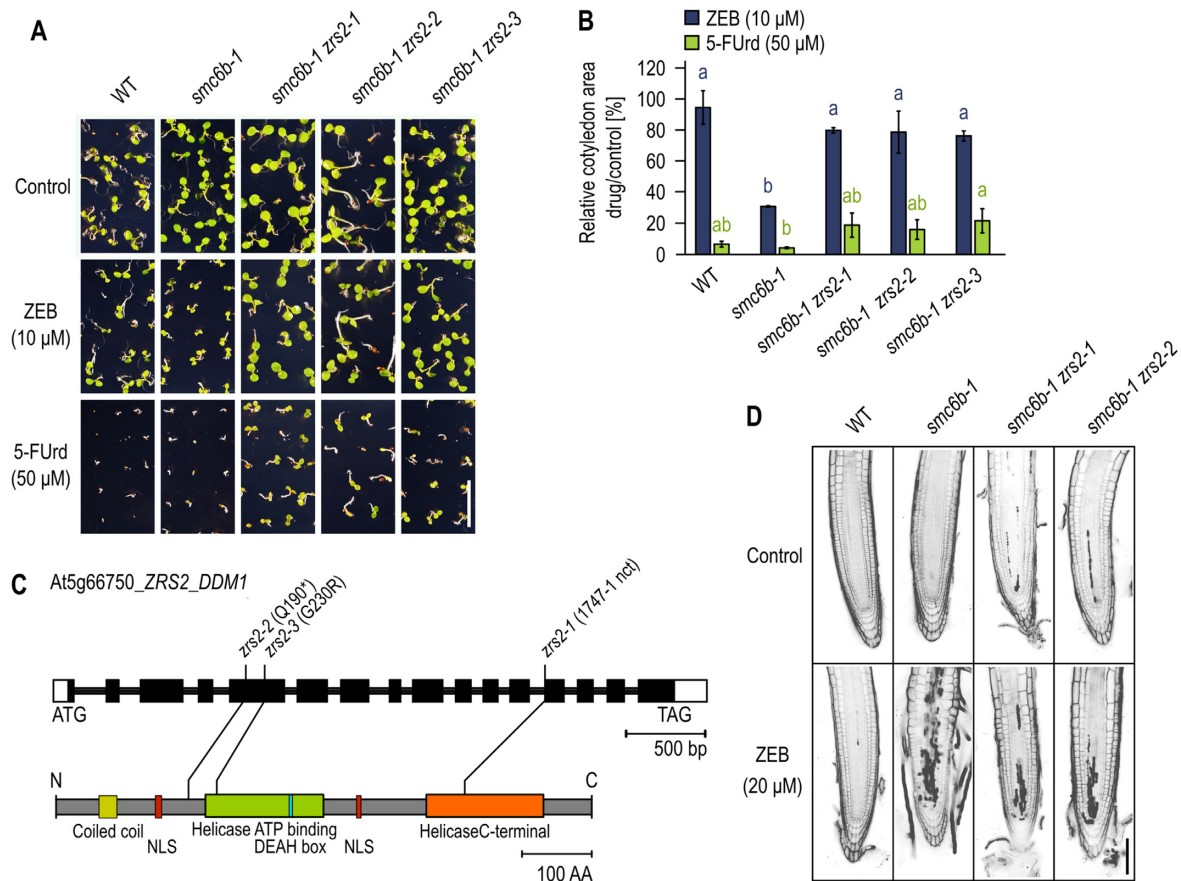 A
WT
smc6b-1
smc6b-1 zrs2-1
smc6b-1 zrs2-2
smc6b-1 zrs2-3
Control
ZEB
(10 µM)
5-FUrd
(50 µM)
B
ZEB (10 µM)
5-FUrd (50 µM)
Relative cotyledon area
drug/control [%]
120
100
80
60
40
20
0
a
ab
b
b
a
ab
a
ab
a
a
WT
smc6b-1
smc6b-1 zrs2-1
smc6b-1 zrs2-2
smc6b-1 zrs2-3
C
At5g66750_ZRS2_DDM1
zrs2-2 (Q190*)
zrs2-3 (G230R)
zrs2-1 (1747-1 nct)
ATG
TAG
500 bp
N
C
Coiled coil
NLS
Helicase ATP binding
DEAH box
NLS
HelicaseC-terminal
100 AA
D
WT
smc6b-1
smc6b-1 zrs2-1
smc6b-1 zrs2-2
Control
ZEB
(20 µM)